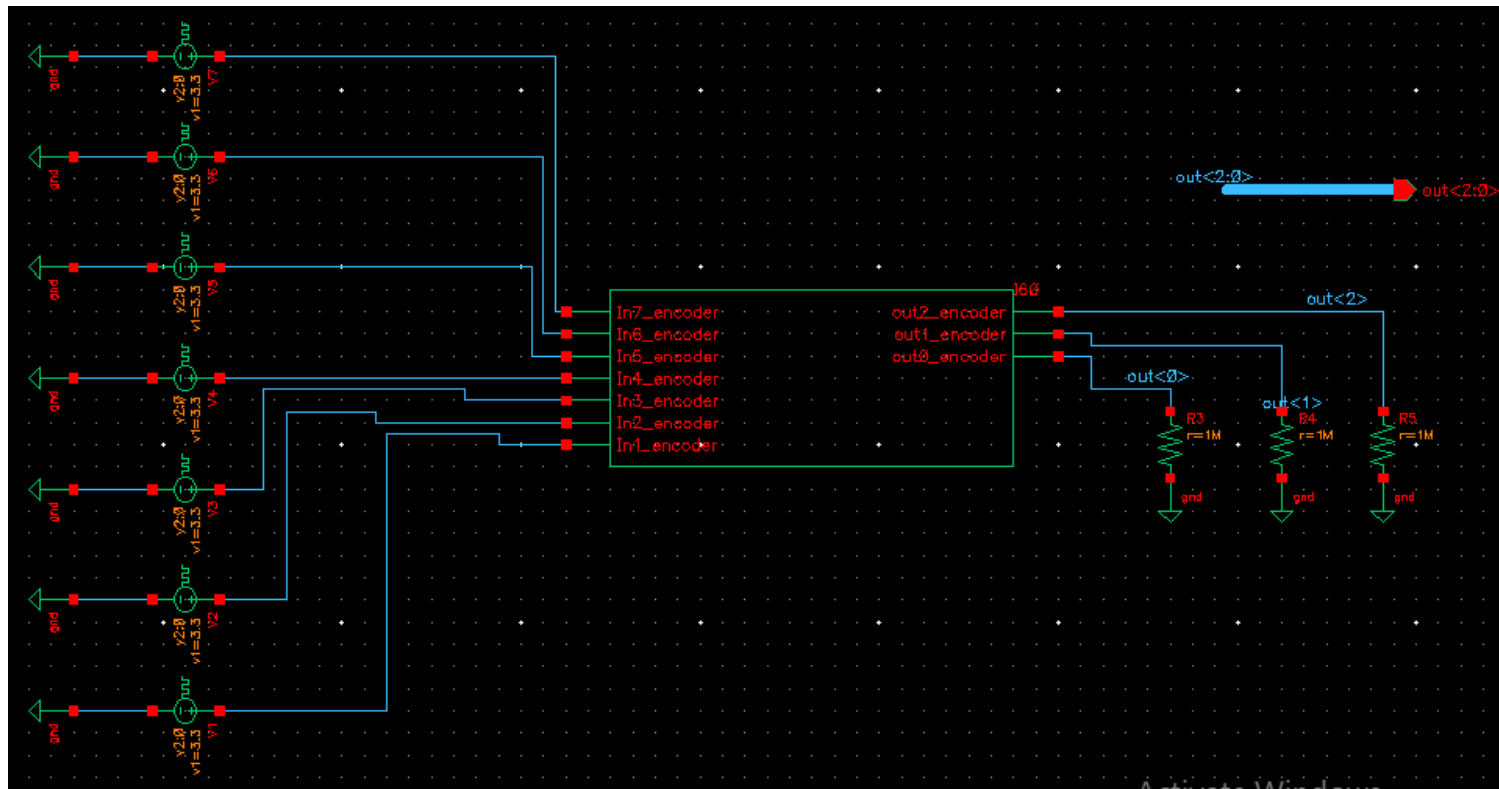 gnd
v2:0
v1=3.3
V7
gnd
v2:0
v1=3.3
V6
gnd
v2:0
v1=3.3
V5
gnd
v2:0
v1=3.3
V4
gnd
v2:0
v1=3.3
V3
gnd
v2:0
v1=3.3
V2
gnd
v2:0
v1=3.3
V1
In7_encoder
In6_encoder
In5_encoder
In4_encoder
In3_encoder
In2_encoder
In1_encoder
I60
out2_encoder
out1_encoder
out0_encoder
out<2:0>
out<2:0>
out<2>
out<0>
out<1>
R3
r=1M
gnd
R4
r=1M
gnd
R5
r=1M
gnd
Activate Windows